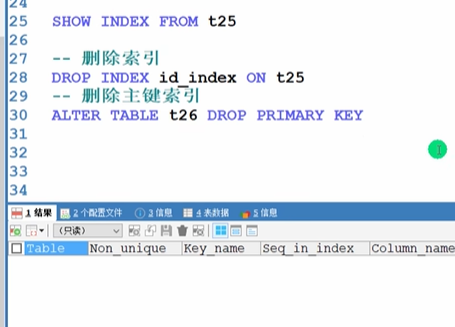 24
25 SHOW INDEX FROM t25
26
27 -- 删除索引
28 DROP INDEX id_index ON t25
29 -- 删除主键索引
30 ALTER TABLE t26 DROP PRIMARY KEY
31
32
33
34
1 结果 2 个配置文件 3 信息 4 表数据 5 信息
(只读)
Table Non_unique Key_name Seq_in_index Column_name